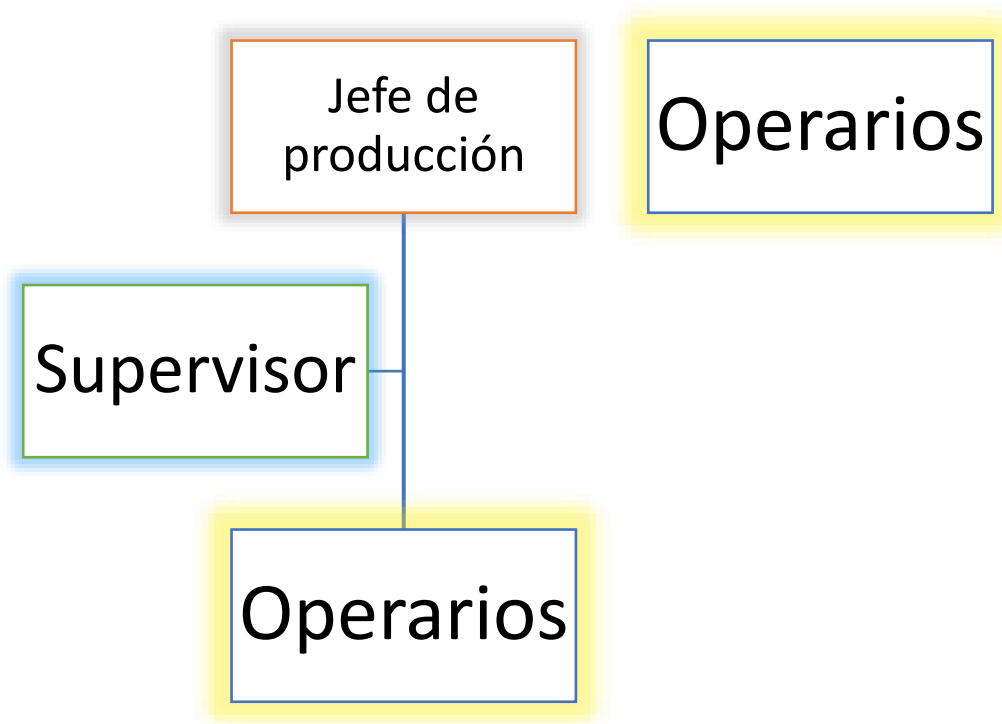 Jefe de
producción
Operarios
Supervisor
Operarios